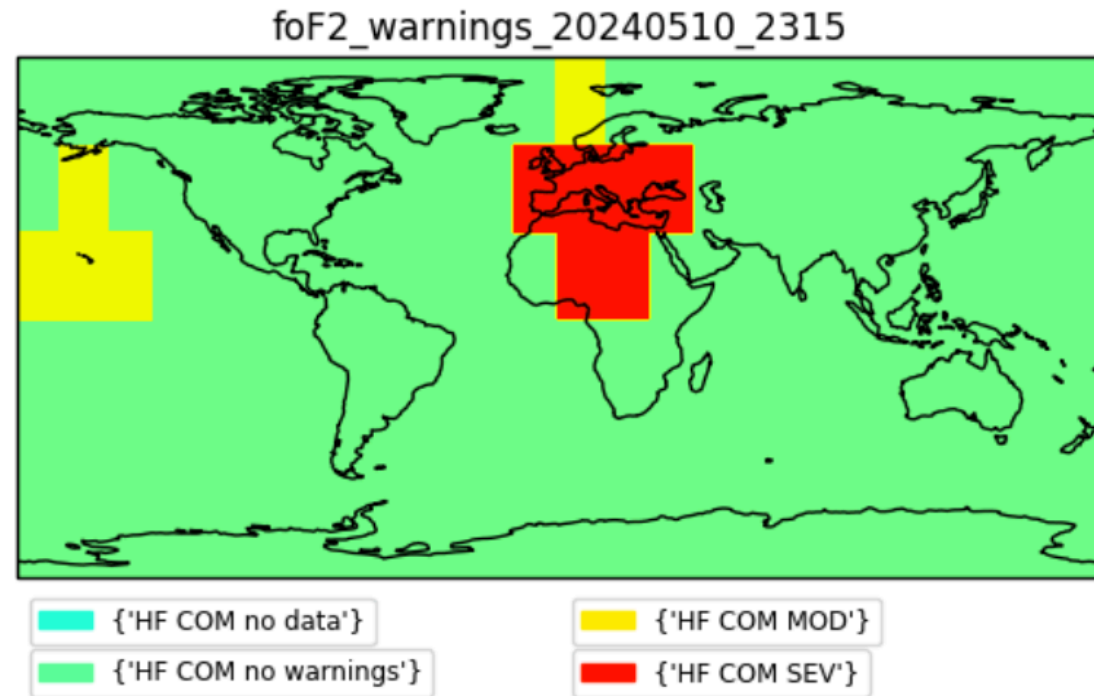 foF2_warnings_20240510_2315
{'HF COM no data'}
{'HF COM MOD'}
{'HF COM no warnings'}
{'HF COM SEV'}